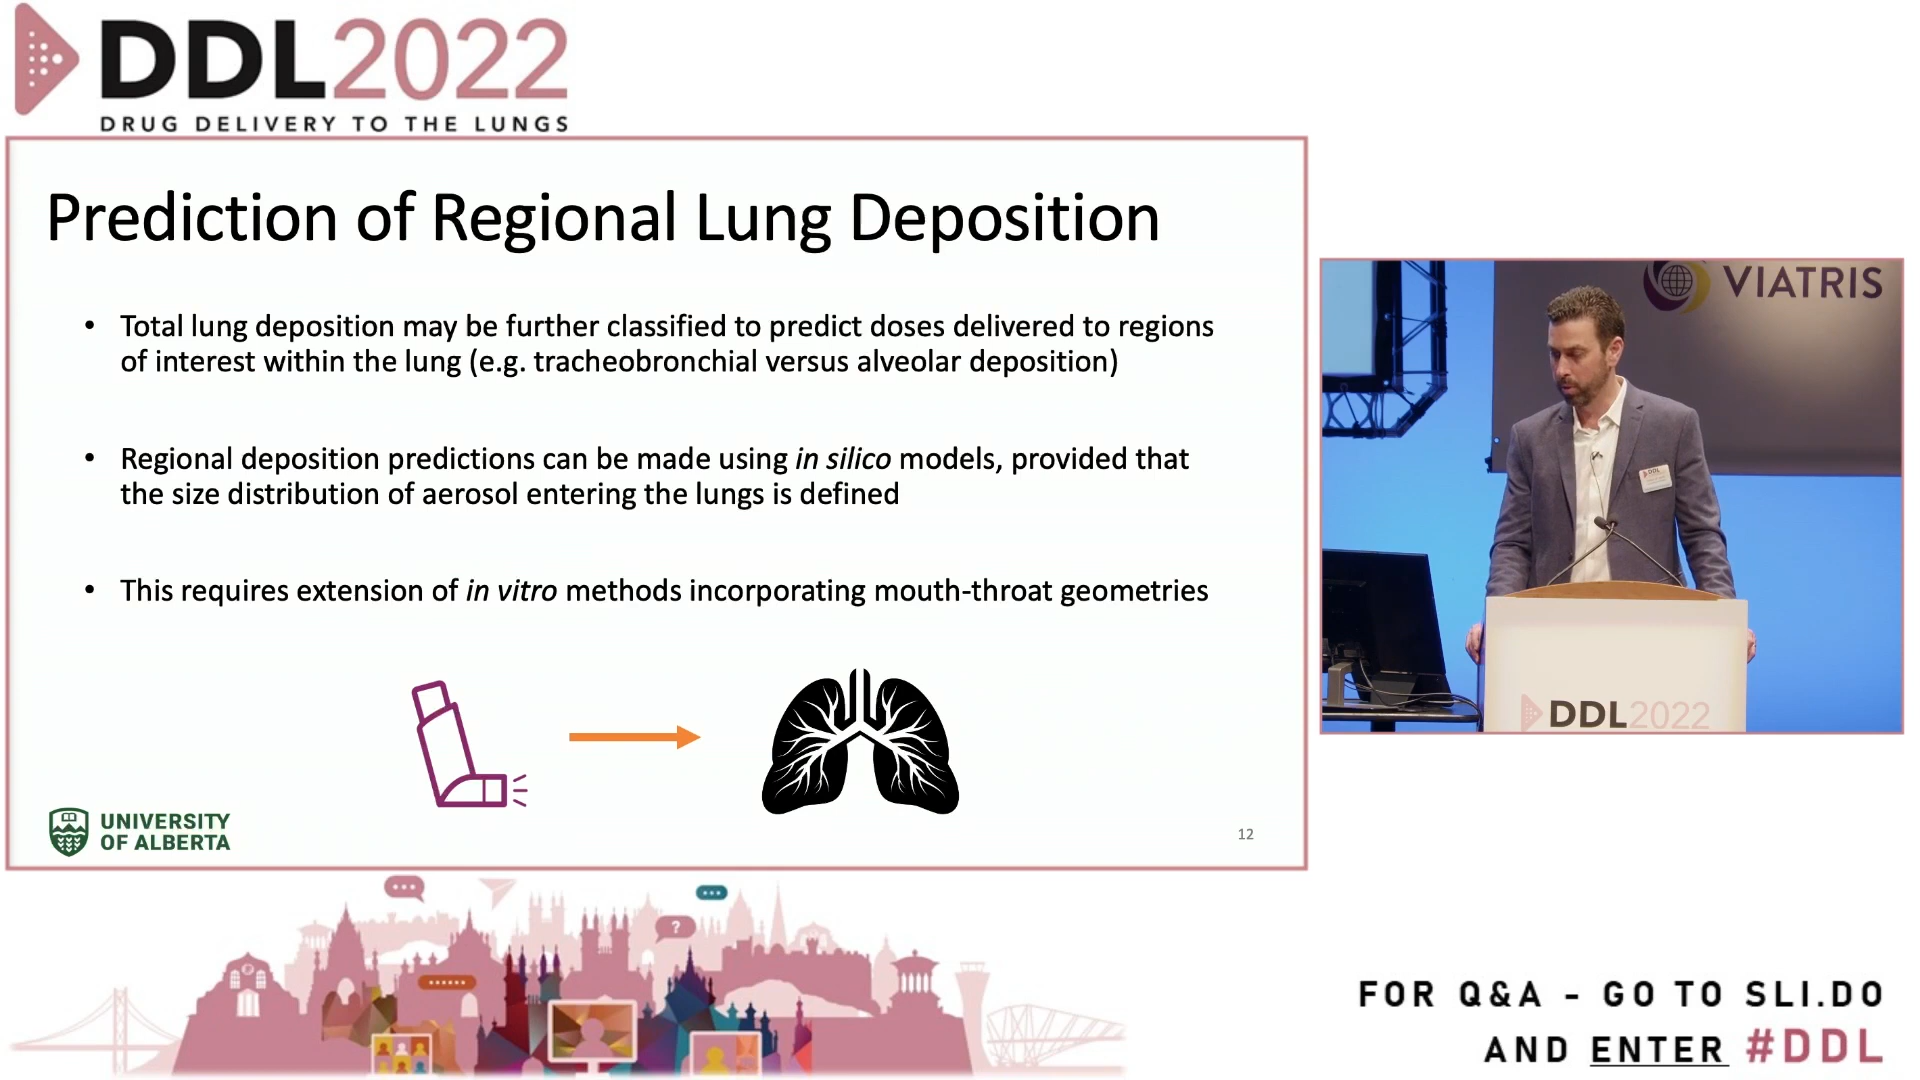 DDL2022
DRUG DELIVERY TO THE LUNGS
Prediction of Regional Lung Deposition
• Total lung deposition may be further classified to predict doses delivered to regions
of interest within the lung (e.g. tracheobronchial versus alveolar deposition)
• Regional deposition predictions can be made using in silico models, provided that
the size distribution of aerosol entering the lungs is defined
• This requires extension of in vitro methods incorporating mouth-throat geometries
UNIVERSITY
OF ALBERTA
12
VIATRIS
DDL
DDL2022
?
FOR Q&A - GO TO SLI.DO
AND ENTER #DDL